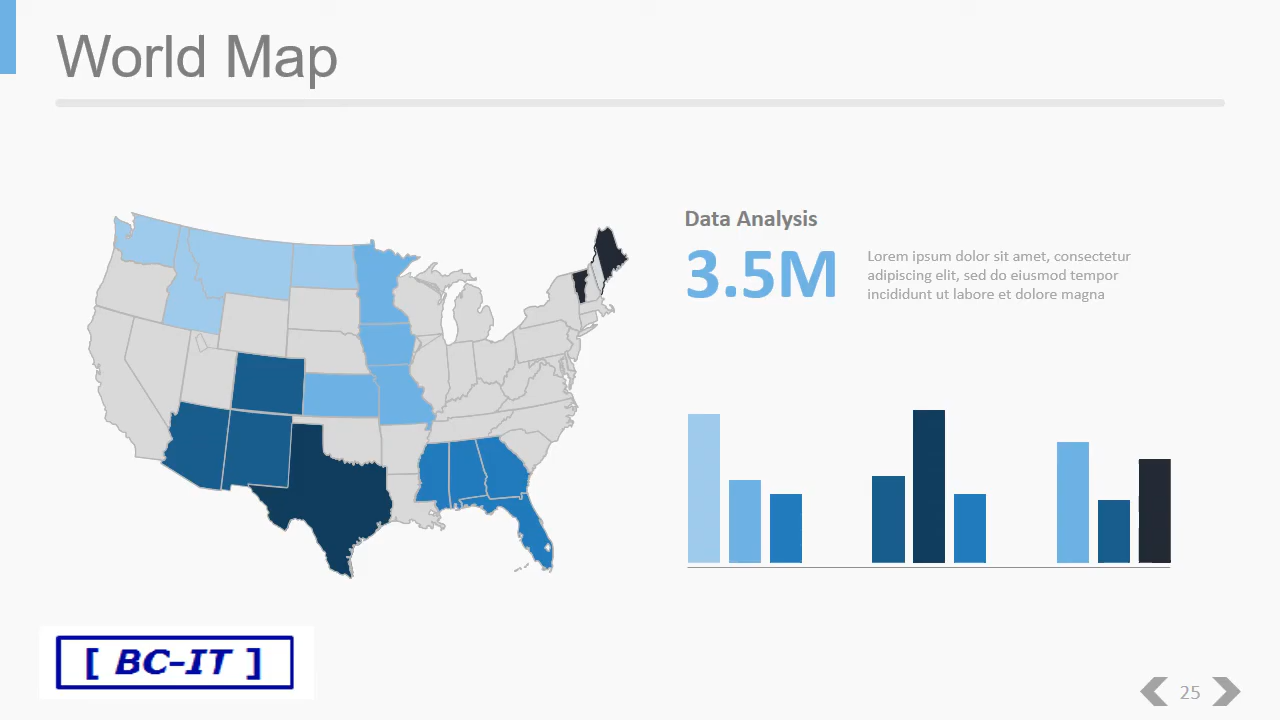 World Map
Data Analysis
3.5M
Lorem ipsum dolor sit amet, consectetur
adipiscing elit, sed do eiusmod tempor
incididunt ut labore et dolore magna
[ BC-IT ]
25